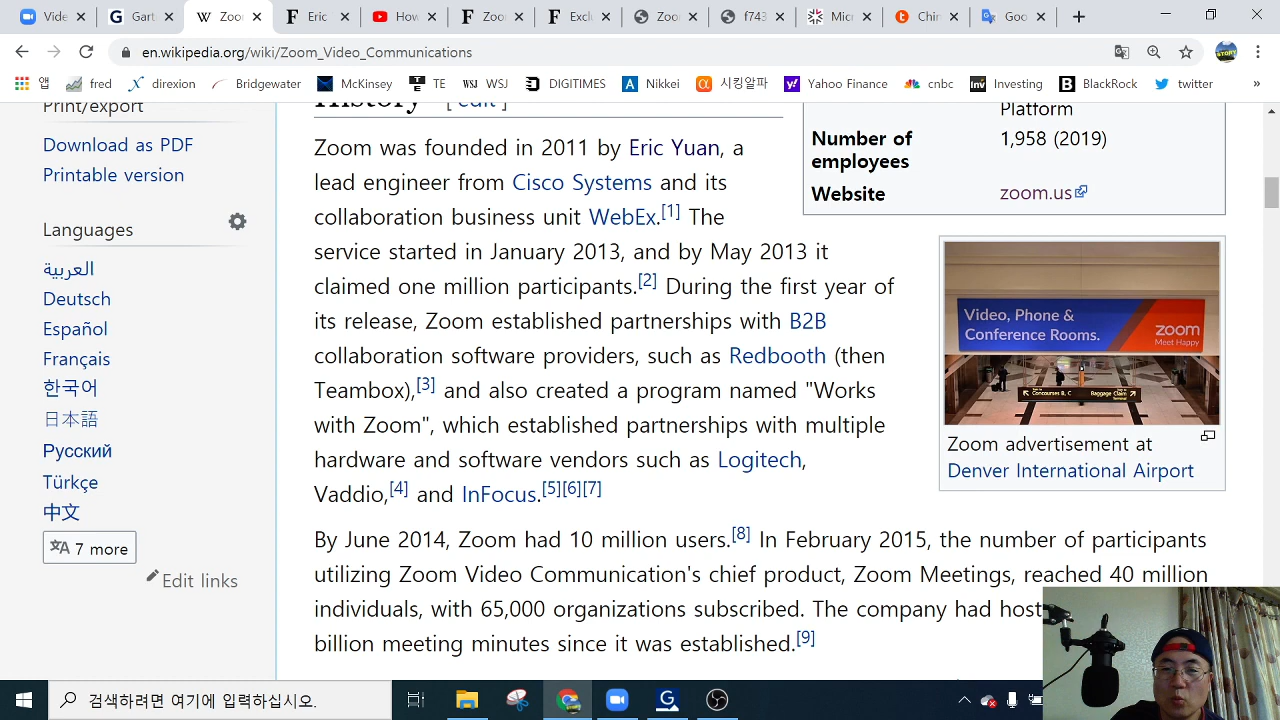 Vide
Gart
Zoo
Eric
How
Zoo
Exclu
Zoo
f743
Micr
Chin
Goo
en.wikipedia.org/wiki/Zoom_Video_Communications
앱 fred direxion Bridgewater McKinsey TE WSJ DIGITIMES Nikkei 시킹알파 Yahoo Finance cnbc Investing BlackRock twitter »
Print/export
Download as PDF
Printable version
Languages
العربية
Deutsch
Español
Français
한국어
日本語
Русский
Türkçe
中文
7 more
Edit links
History [ edit ]
Zoom was founded in 2011 by Eric Yuan, a
lead engineer from Cisco Systems and its
collaboration business unit WebEx.[1] The
service started in January 2013, and by May 2013 it
claimed one million participants.[2] During the first year of
its release, Zoom established partnerships with B2B
collaboration software providers, such as Redbooth (then
Teambox),[3] and also created a program named "Works
with Zoom", which established partnerships with multiple
hardware and software vendors such as Logitech,
Vaddio,[4] and InFocus.[5][6][7]
By June 2014, Zoom had 10 million users.[8] In February 2015, the number of participants
utilizing Zoom Video Communication's chief product, Zoom Meetings, reached 40 million
individuals, with 65,000 organizations subscribed. The company had host
billion meeting minutes since it was established.[9]
Platform
Number of employees 1,958 (2019)
Website zoom.us
Video, Phone &
Conference Rooms.
zoom
Meet Happy
Concourses B, C
Baggage Claim
Terminal
Zoom advertisement at
Denver International Airport
검색하려면 여기에 입력하십시오.